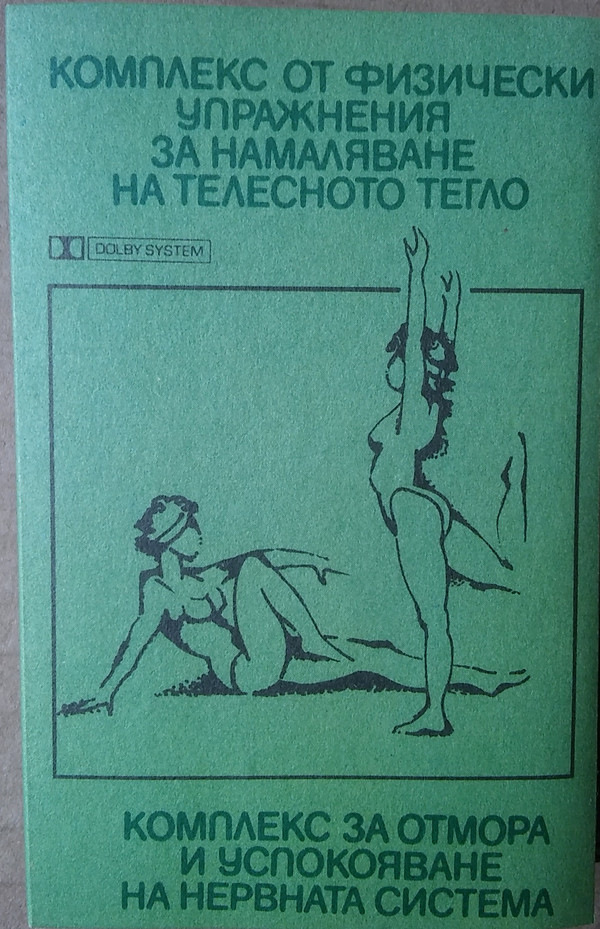 КОМПЛЕКС ОТ ФИЗИЧЕСКИ
УПРАЖНЕНИЯ
ЗА НАМАЛЯВАНЕ
НА ТЕЛЕСНОТО ТЕГЛО
DOLBY SYSTEM
КОМПЛЕКС ЗА ОТМОРА
И УСПОКОЯВАНЕ
НА НЕРВНАТА СИСТЕМА